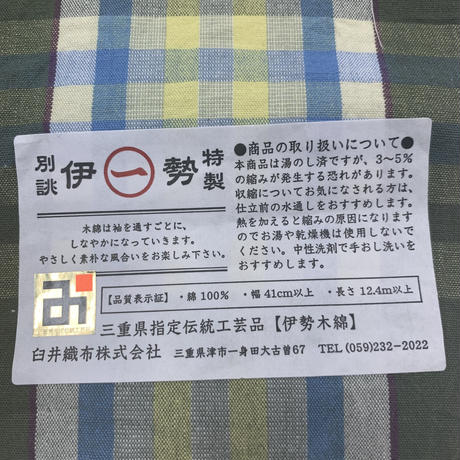 別誂
伊㊀勢
特製
木綿は袖を通すごとに、
しなやかになっていきます。
やさしく素朴な風合いをお楽しみ下さい。
●商品の取り扱いについて●
本商品は湯のし済ですが、3〜5%
の縮みが発生する恐れがあります。
収縮についてお気になされる方は、
仕立前の水通しをおすすめします。
熱を加えると縮みの原因になります
のでお湯や乾燥機は使用しないでく
ださい。中性洗剤で手おし洗いを
おすすめします。
【品質表示証】・綿 100% ・幅 41cm以上 ・長さ 12.4m以上
三重県指定伝統工芸品【伊勢木綿】
臼井織布株式会社 三重県津市一身田大古曽67 TEL (059)232-2022